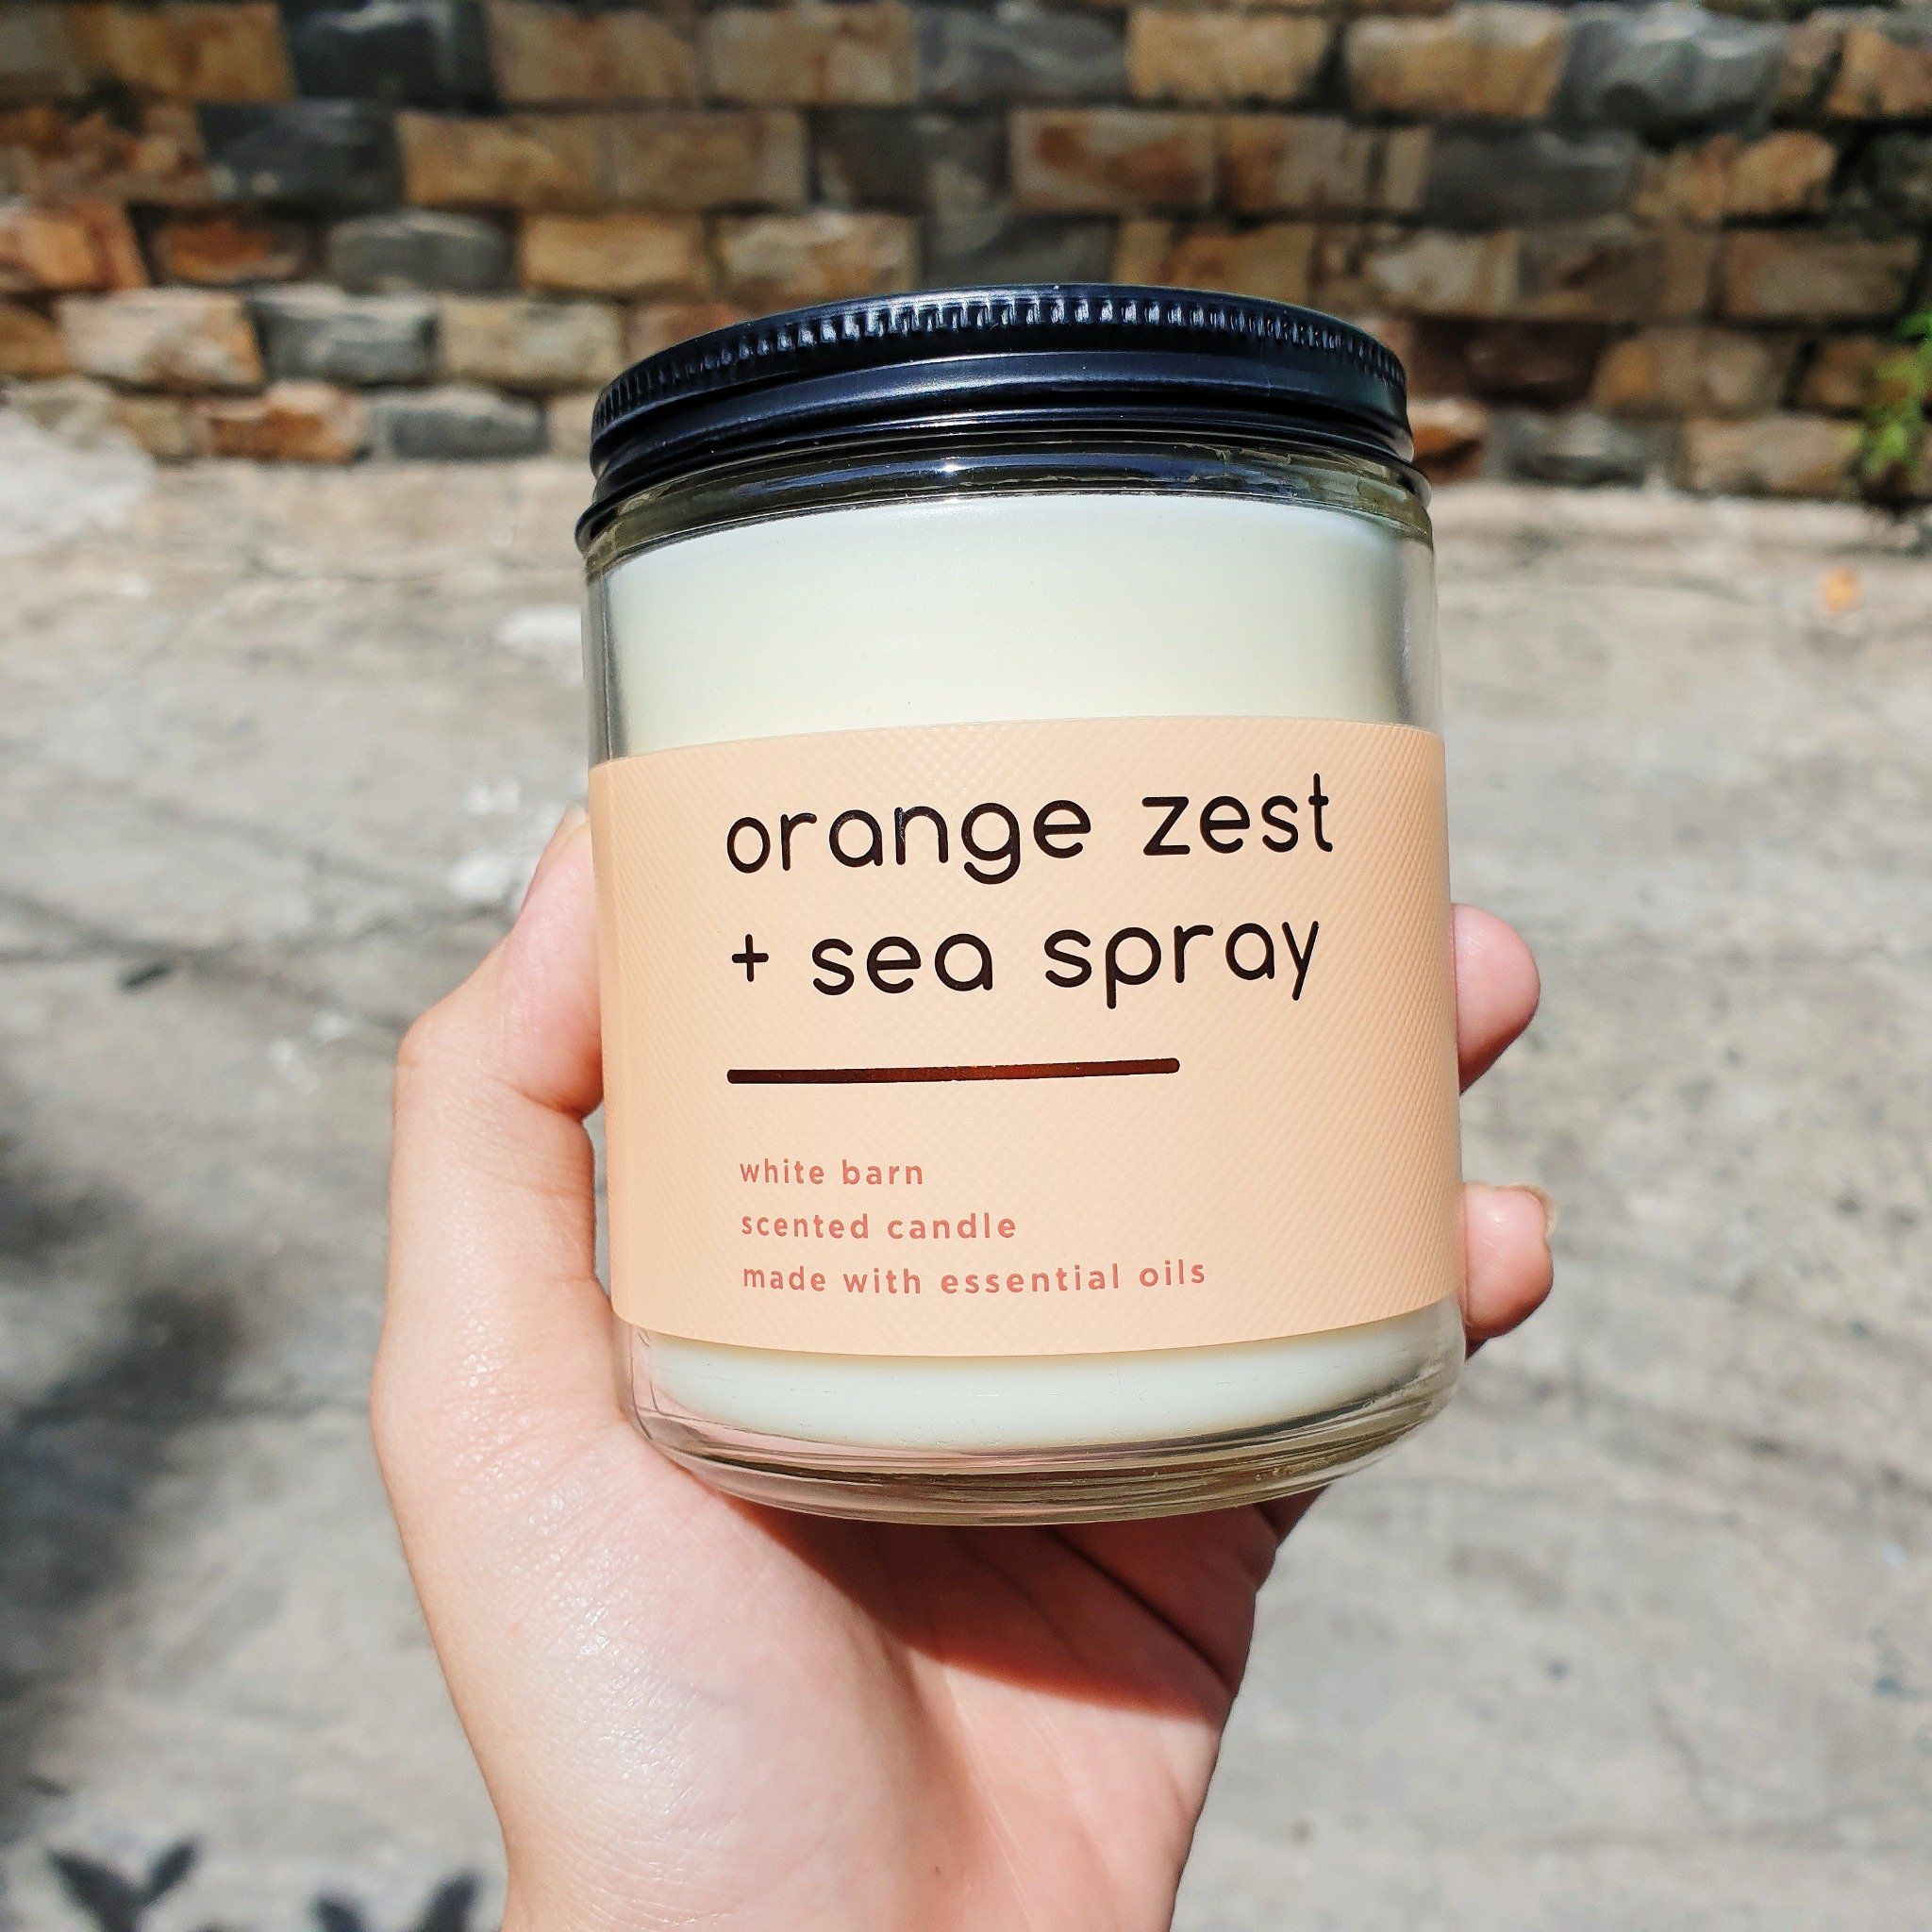 orange zest
+ sea spray
white barn
scented candle
made with essential oils